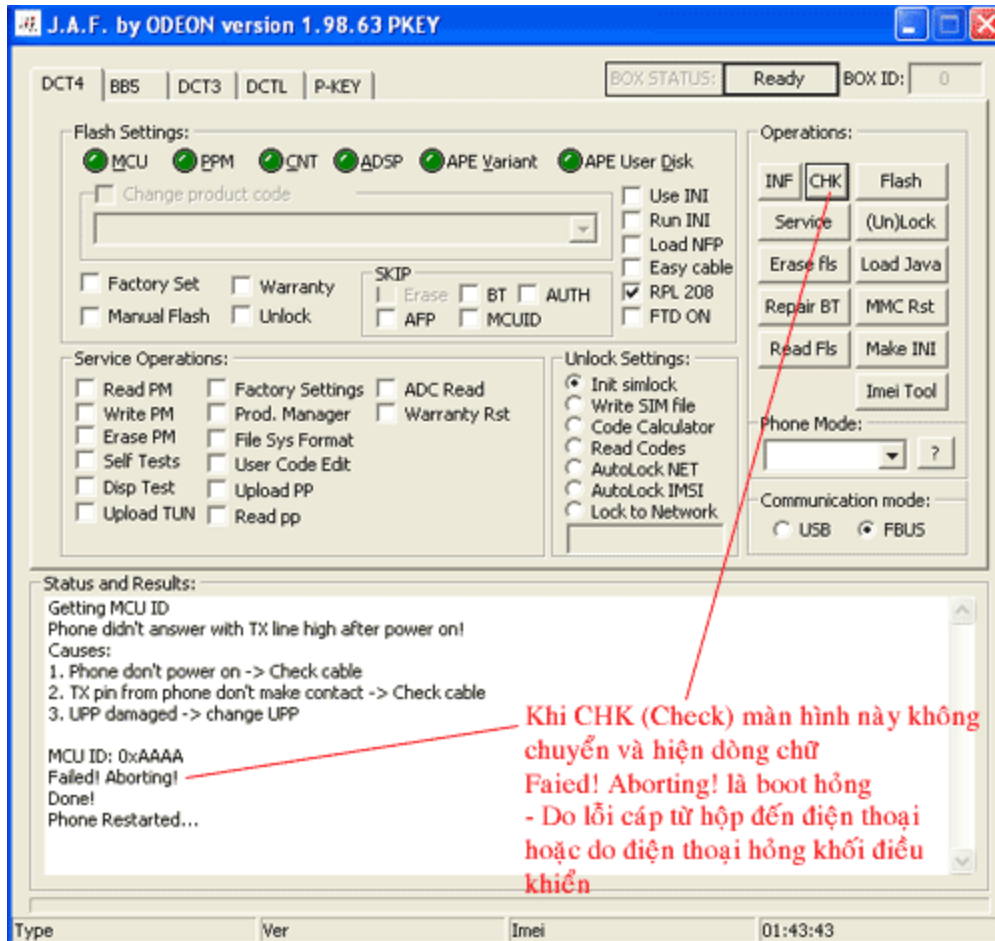 J.A.F. by ODEON version 1.98.63 PKEY
DCT4 BB5 DCT3 DCTL P-KEY
BOX STATUS: Ready BOX ID: 0
Flash Settings:
MCU PPM CNT ADSP APE Variant APE User Disk
Change product code
Use INI
Run INI
Load NFP
Easy cable
RPL 208
FTD ON
Factory Set Warranty
Manual Flash Unlock
SKIP
Erase BT AUTH
AFP MCUID
Operations:
INF CHK Flash
Service (Un)Lock
Erase fls Load Java
Repair BT MMC Rst
Read Fls Make INI
Imei Tool
Service Operations:
Read PM Factory Settings ADC Read
Write PM Prod. Manager Warranty Rst
Erase PM File Sys Format
Self Tests User Code Edit
Disp Test Upload PP
Upload TUN Read pp
Unlock Settings:
Init simlock
Write SIM file
Code Calculator
Read Codes
AutoLock NET
AutoLock IMSI
Lock to Network
Phone Mode:
?
Communication mode:
USB FBUS
Status and Results:
Getting MCU ID
Phone didn't answer with TX line high after power on!
Causes:
1. Phone don't power on -> Check cable
2. TX pin from phone don't make contact -> Check cable
3. UPP damaged -> change UPP
MCU ID: 0xAAAA
Failed! Aborting!
Done!
Phone Restarted...
Khi CHK (Check) màn hình này không
chuyển và hiện dòng chữ
Faied! Aborting! là boot hỏng
- Do lỗi cáp từ hộp đến điện thoại
hoặc do điện thoại hỏng khối điều
khiển
Type Ver Imei 01:43:43